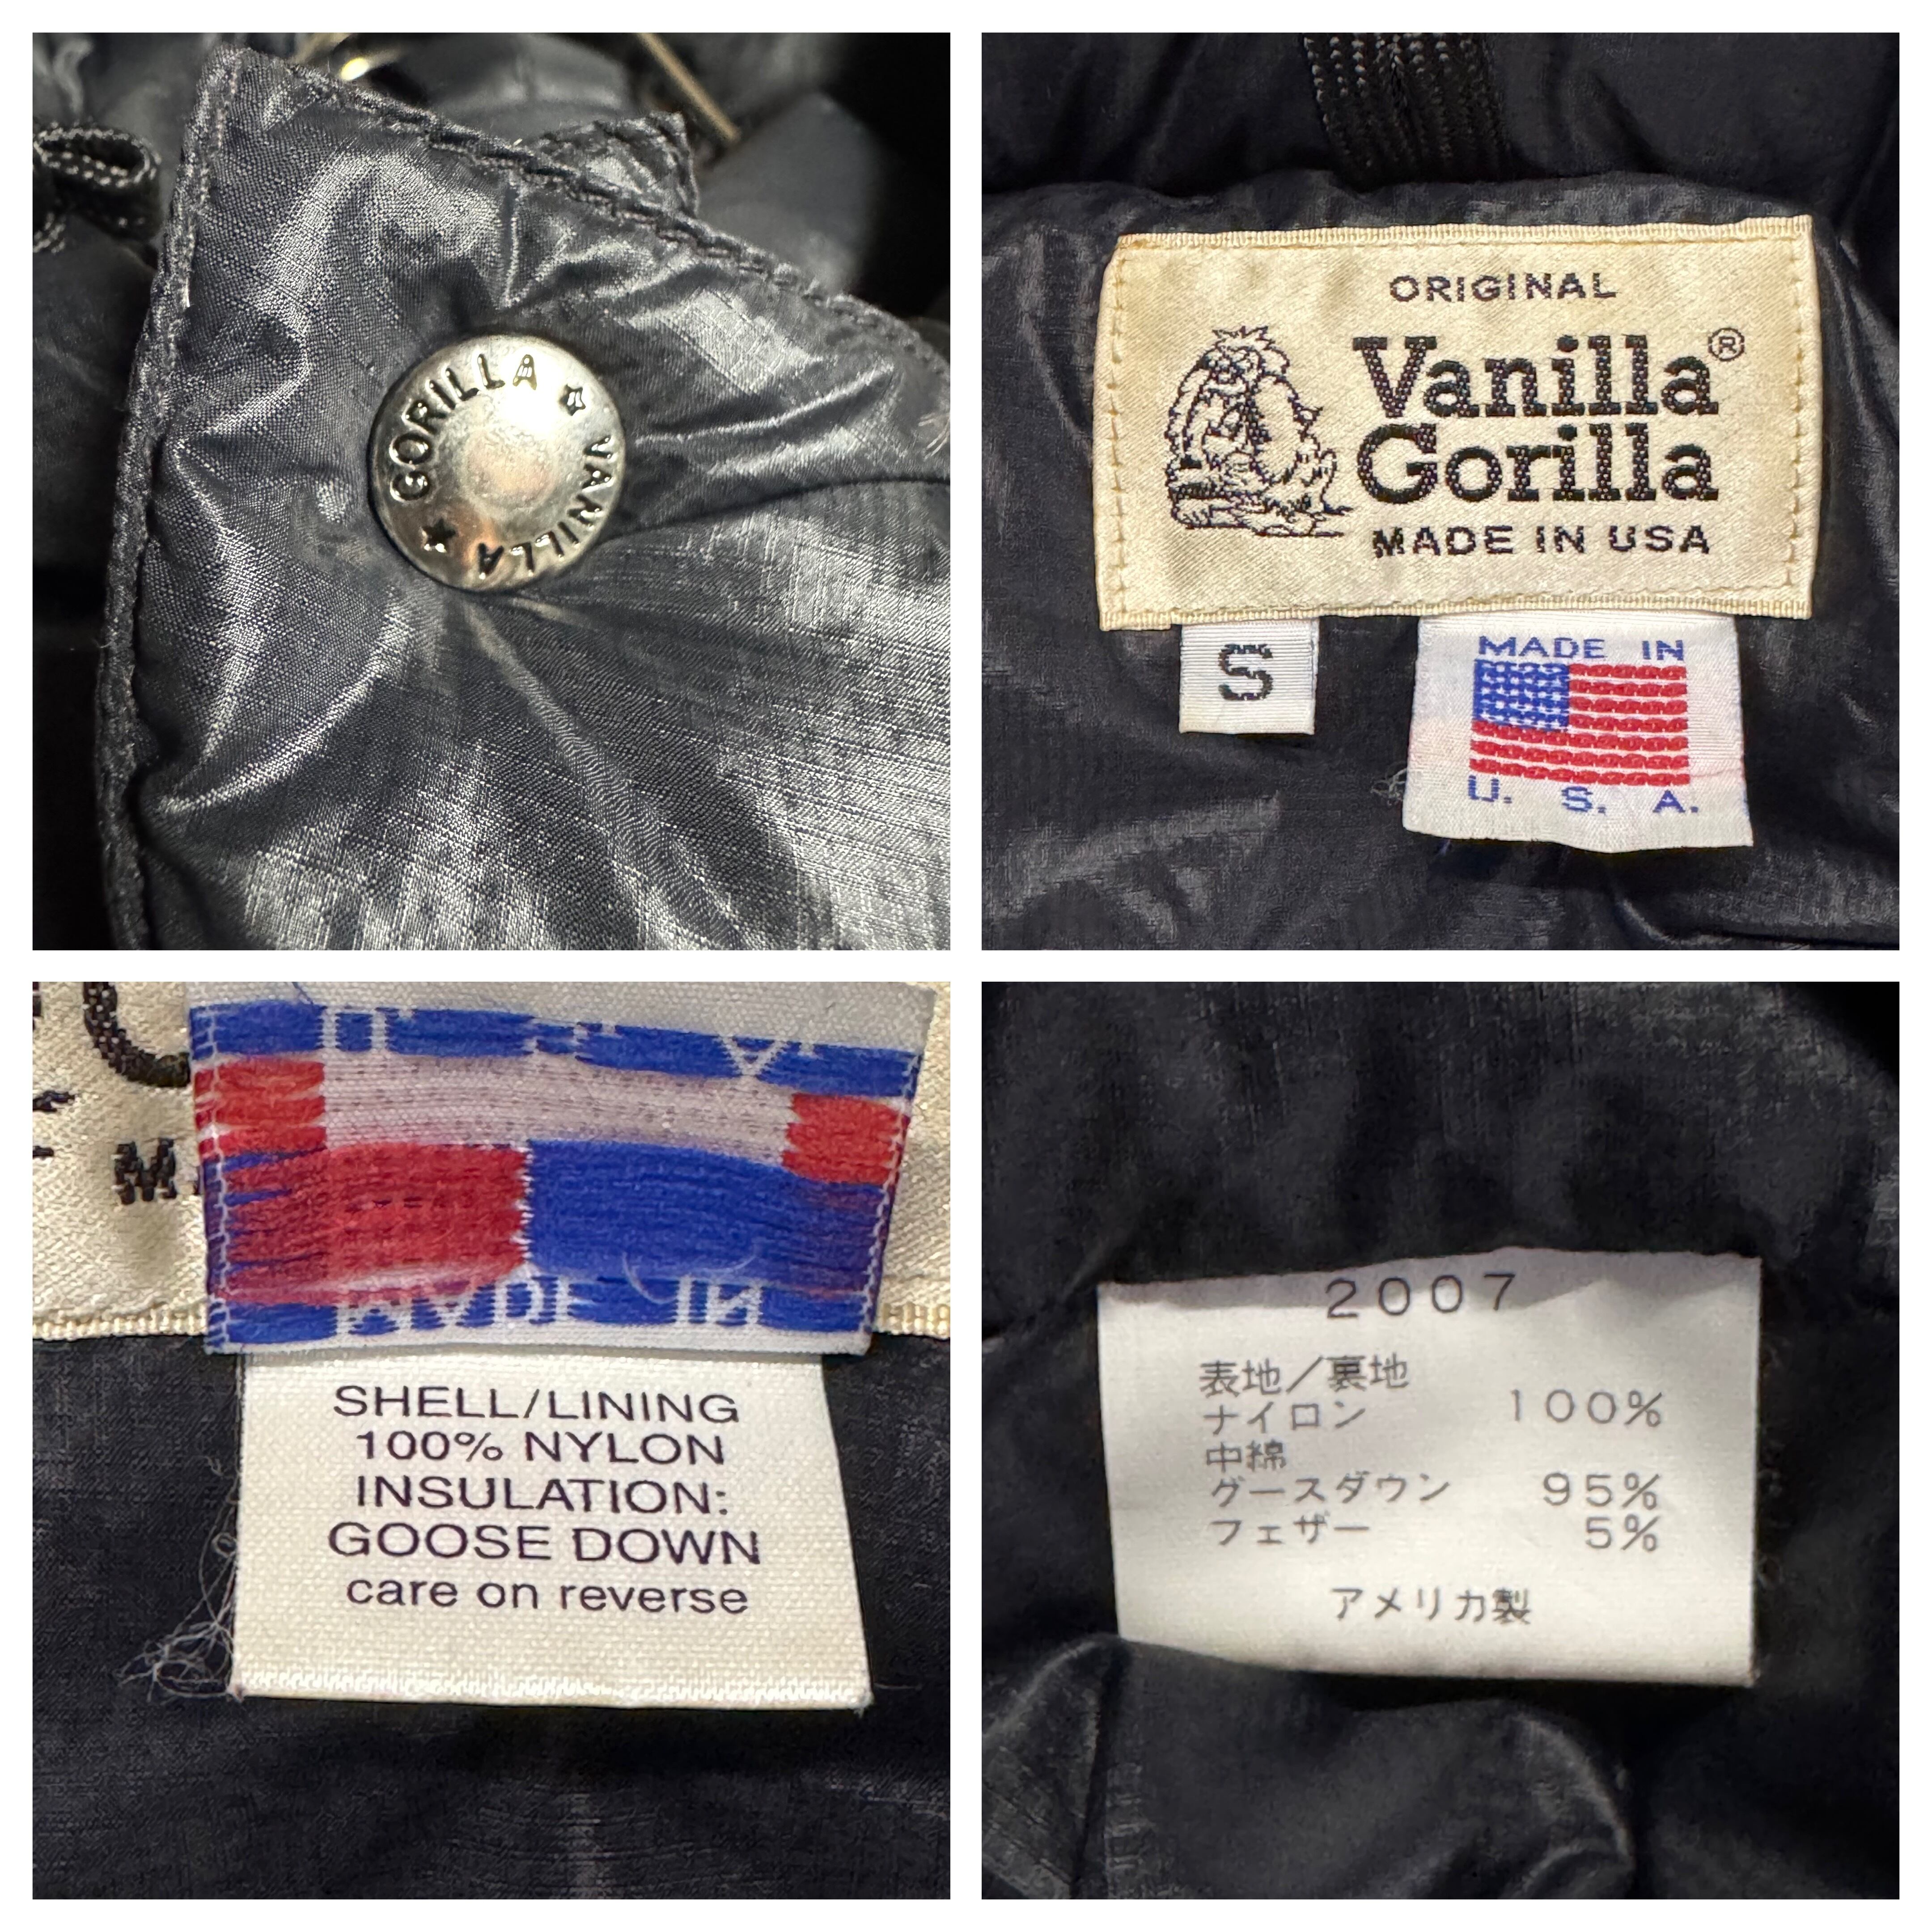 GORILLA ★ VANILLA ★
ORIGINAL
Vanilla®
Gorilla
MADE IN USA
S
MADE IN
U. S. A.
M
U. S. A.
MADE IN
SHELL/LINING
100% NYLON
INSULATION:
GOOSE DOWN
care on reverse
2007
表地／裏地
ナイロン 100%
中綿
グースダウン 95%
フェザー 5%
アメリカ製